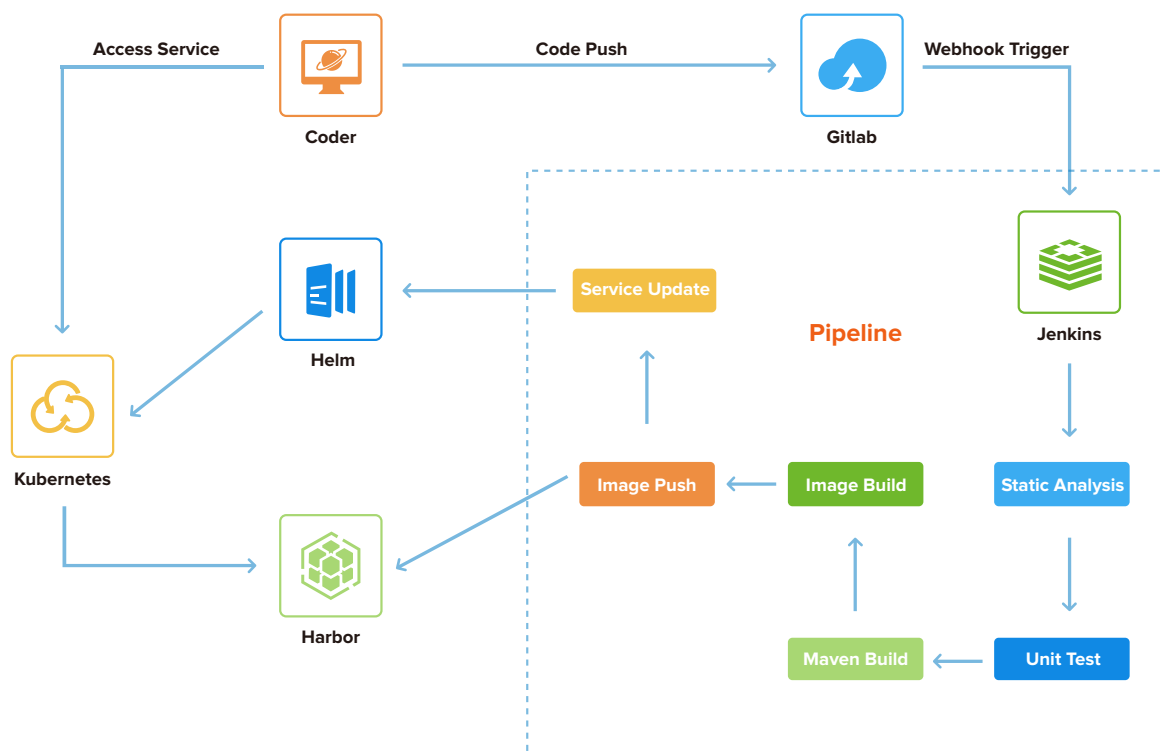 Access Service
Code Push
Webhook Trigger
Coder
Gitlab
Service Update
Pipeline
Jenkins
Helm
Kubernetes
Image Push
Image Build
Static Analysis
Harbor
Maven Build
Unit Test